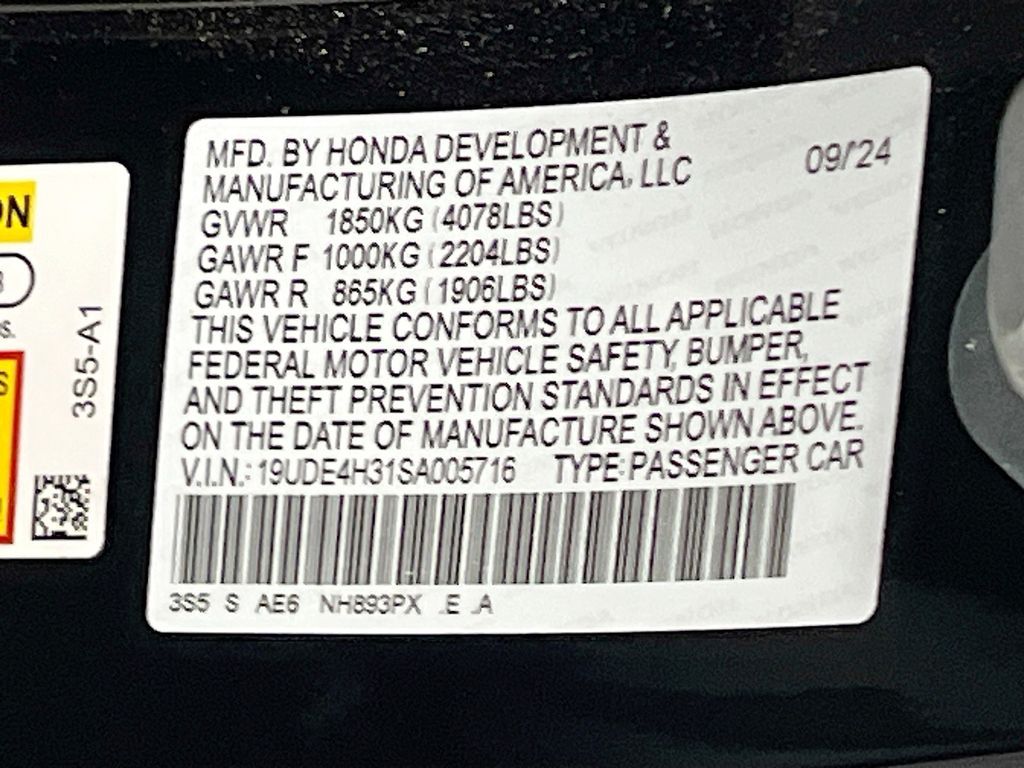 MFD. BY HONDA DEVELOPMENT &
MANUFACTURING OF AMERICA, LLC
09/'24
GVWR 1850KG (4078LBS)
GAWR F 1000KG (2204LBS)
GAWR R 865KG (1906LBS)
THIS VEHICLE CONFORMS TO ALL APPLICABLE
FEDERAL MOTOR VEHICLE SAFETY, BUMPER,
AND THEFT PREVENTION STANDARDS IN EFFECT
ON THE DATE OF MANUFACTURE SHOWN ABOVE.
V.I.N.: 19UDE4H31SA005716 TYPE: PASSENGER CAR
3S5 S AE6 NH893PX .E .A
3S5-A1